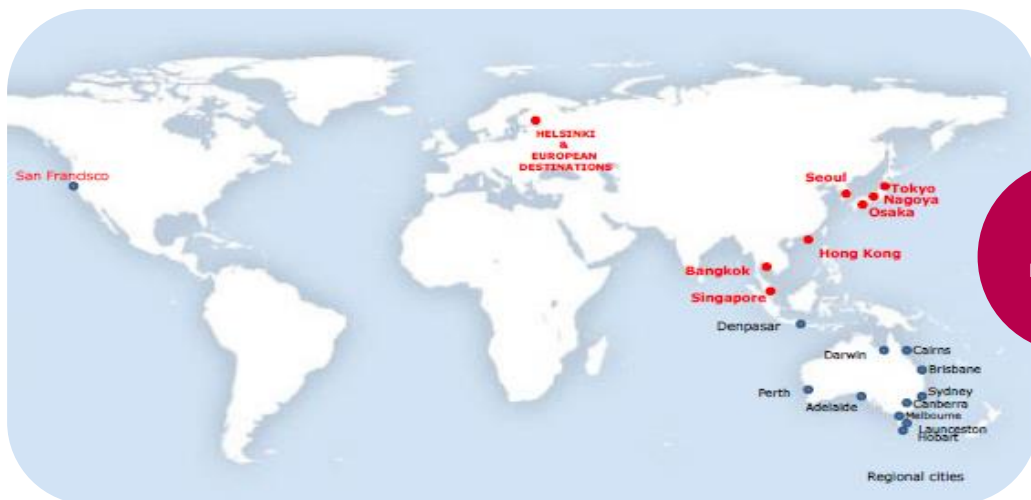 HELSINKI
&
EUROPEAN
DESTINATIONS
San Francisco
Seoul
Tokyo
Nagoya
Osaka
Hong Kong
Bangkok
Singapore
Denpasar
Darwin
Cairns
Brisbane
Perth
Sydney
Adelaide
Canberra
Melbourne
Launceston
Hobart
Regional cities